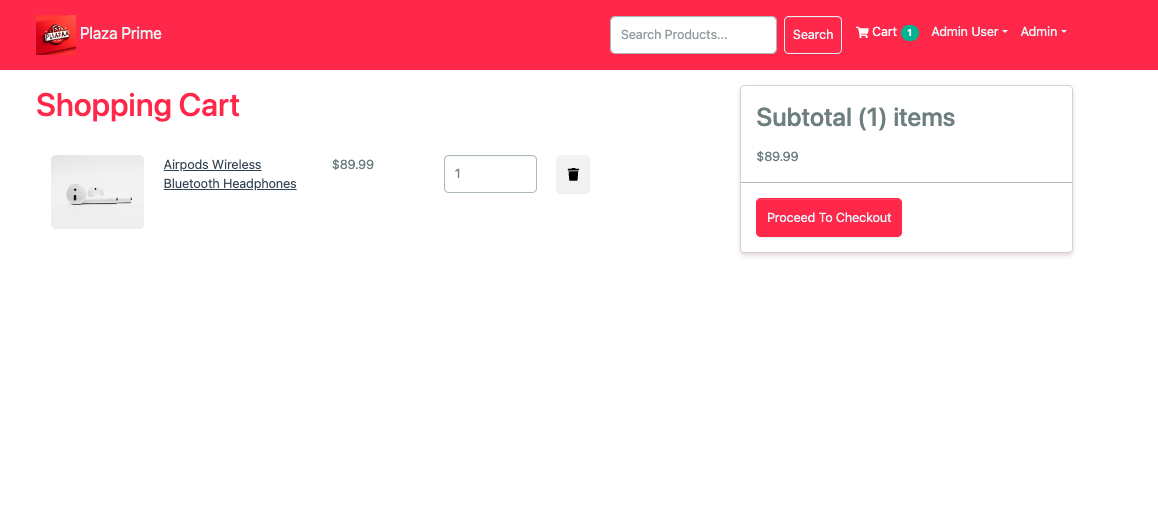 Plaza Prime
Search Products...
Search
Cart 1
Admin User
Admin
Shopping Cart
Airpods Wireless
Bluetooth Headphones
$89.99
1
Subtotal (1) items
$89.99
Proceed To Checkout